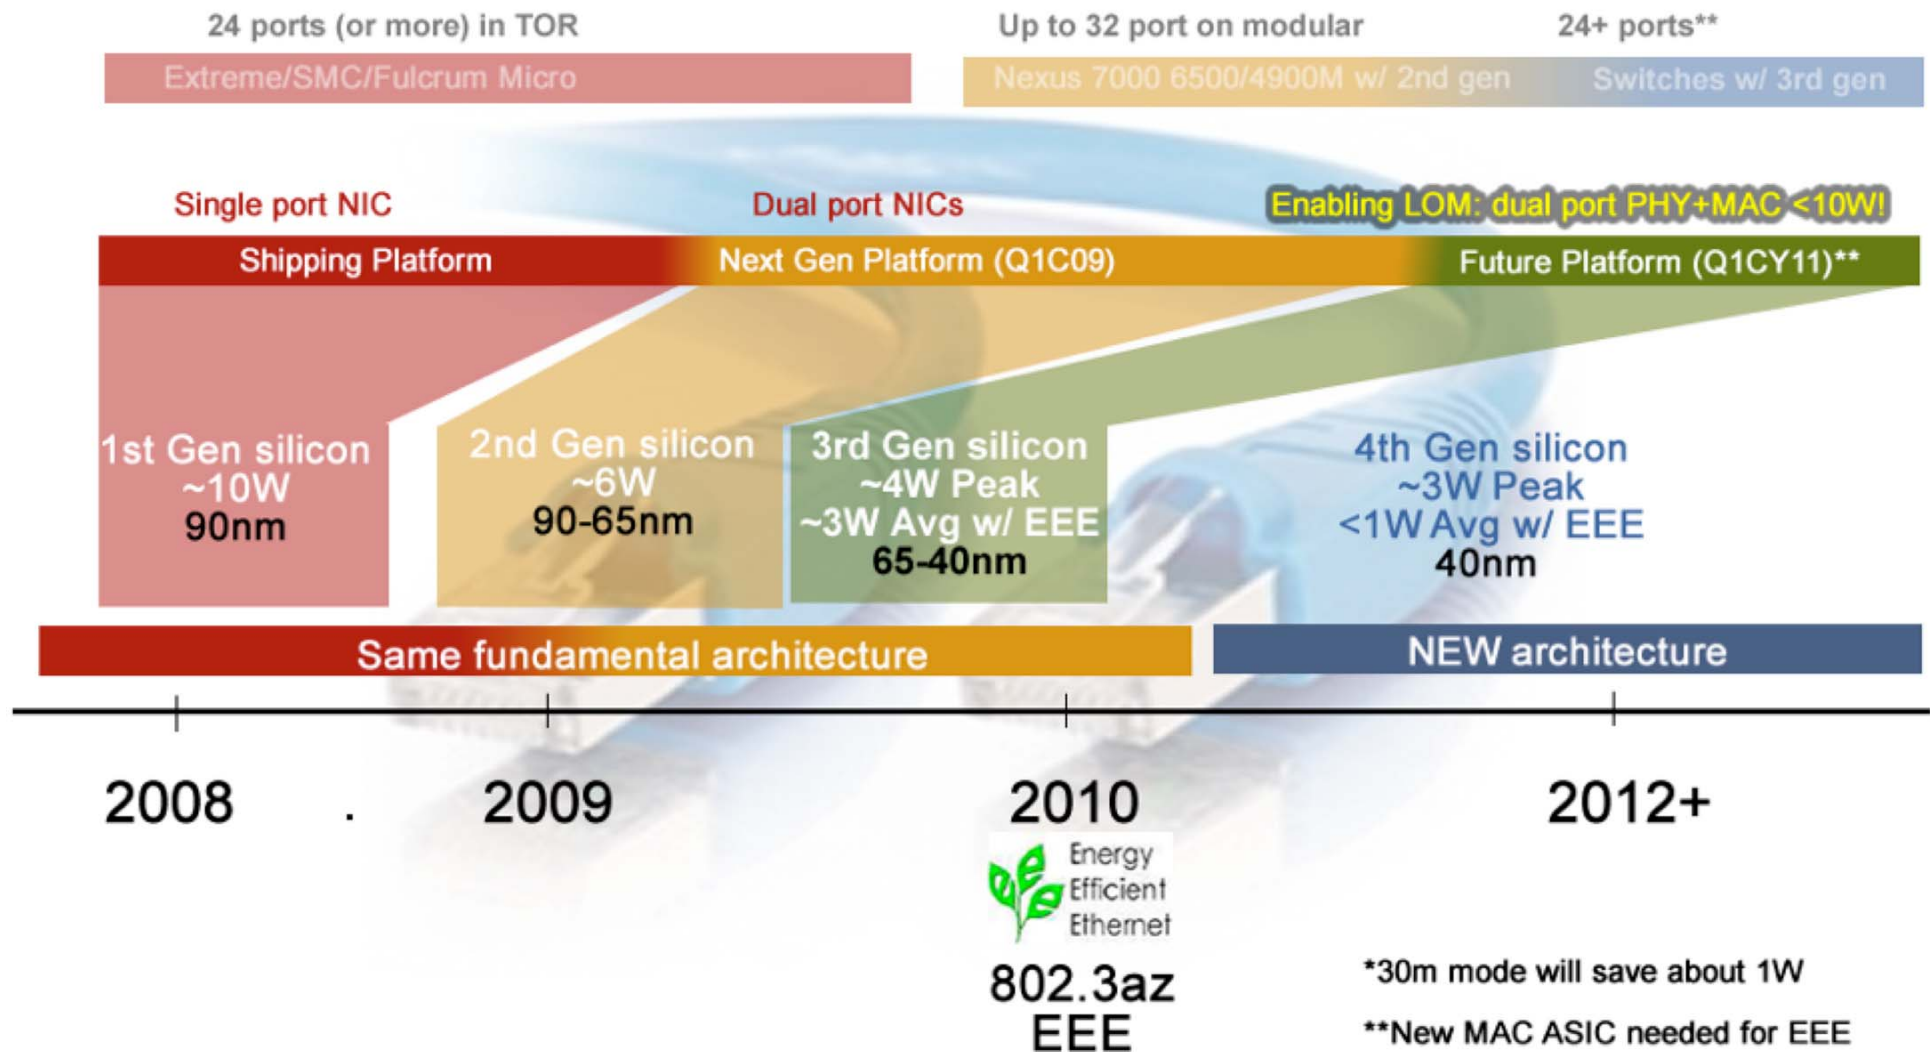 24 ports (or more) in TOR
Up to 32 port on modular
24+ ports**
Extreme/SMC/Fulcrum Micro
Nexus 7000 6500/4900M w/ 2nd gen
Switches w/ 3rd gen
Single port NIC
Dual port NICs
Enabling LOM: dual port PHY+MAC <10W!
Shipping Platform
Next Gen Platform (Q1C09)
Future Platform (Q1CY11)**
1st Gen silicon
~10W
90nm
2nd Gen silicon
~6W
90-65nm
3rd Gen silicon
~4W Peak
~3W Avg w/ EEE
65-40nm
4th Gen silicon
~3W Peak
<1W Avg w/ EEE
40nm
Same fundamental architecture
NEW architecture
2008 . 2009 2010 2012+
eee
Energy
Efficient
Ethernet
802.3az
EEE
*30m mode will save about 1W
**New MAC ASIC needed for EEE